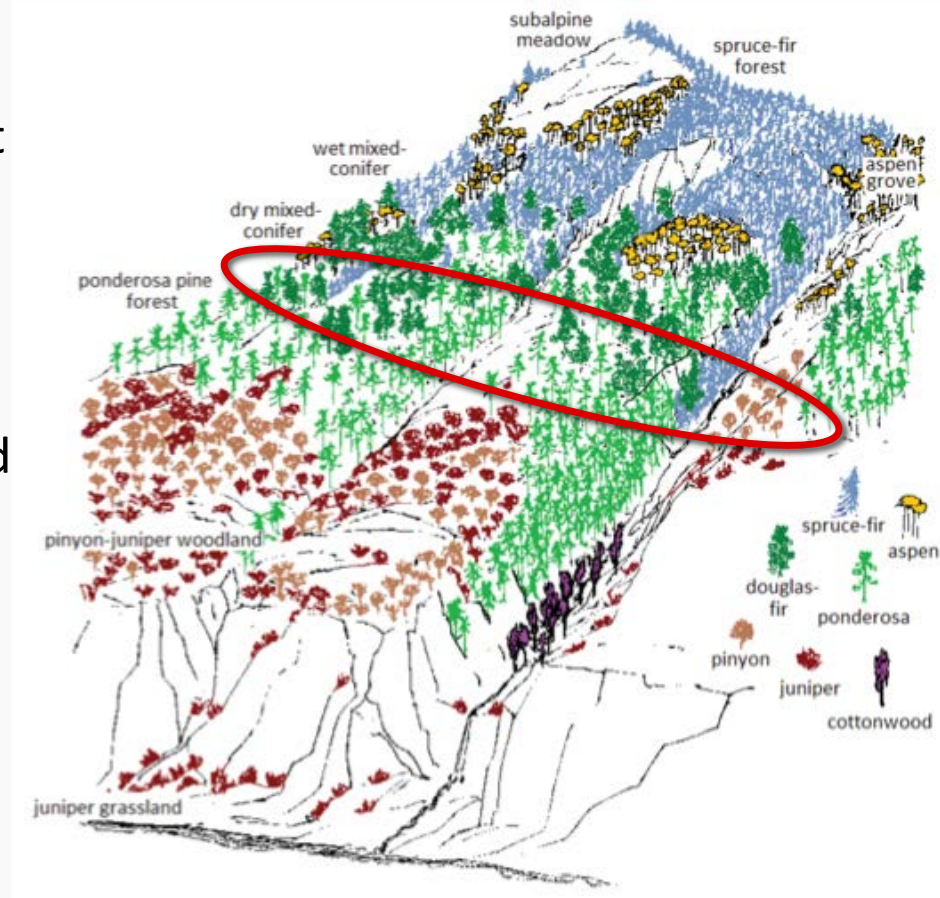 subalpine
meadow
spruce-fir
forest
t
wet mixed-
conifer
aspen
grove
dry mixed-
conifer
ponderosa pine
forest
d
pinyon-juniper woodland
spruce-fir
aspen
douglas-
fir
ponderosa
pinyon
juniper
cottonwood
juniper grassland